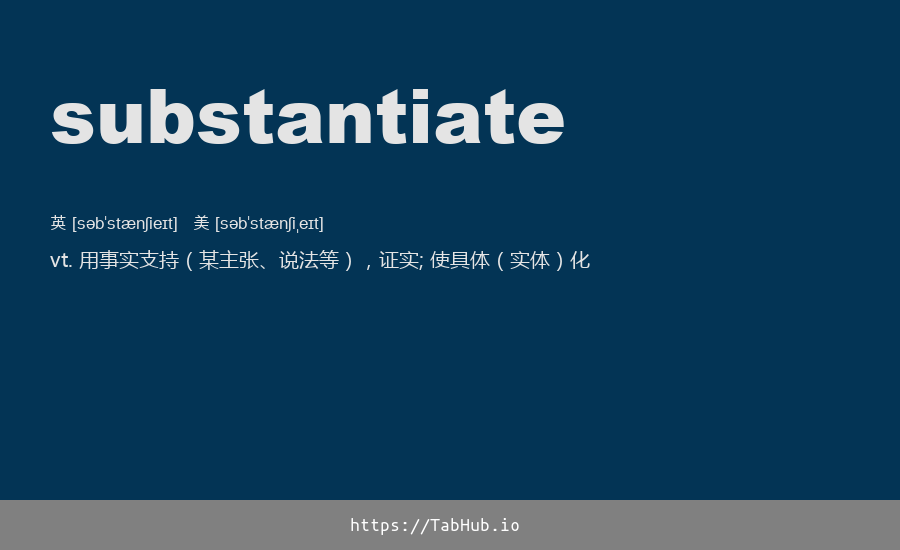 substantiate
英 [səbˈstænʃieɪt] 美 [səbˈstænʃiˌeɪt]
vt. 用事实支持（某主张、说法等），证实; 使具体（实体）化
https://TabHub.io